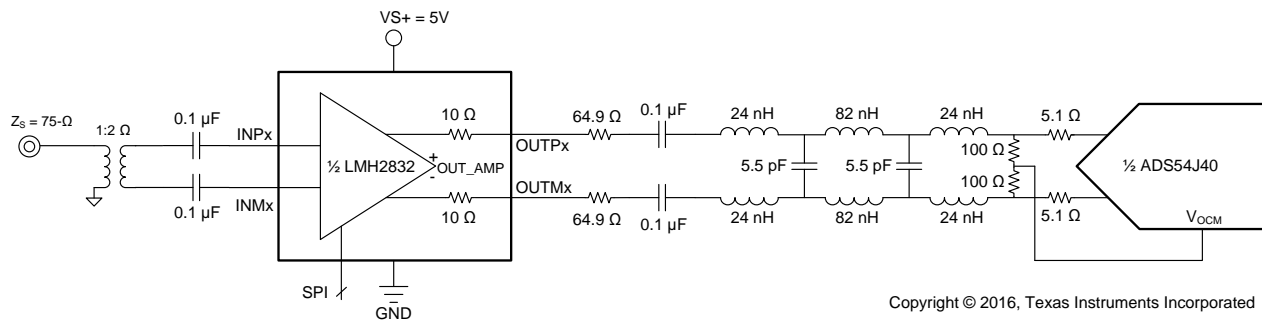 VS+ = 5V
ZS = 75-Ω
1:2 Ω
0.1 µF
0.1 µF
INPx
INMx
½ LMH2832
+
-
OUT_AMP
10 Ω
10 Ω
OUTPx
OUTMx
SPI
GND
64.9 Ω
64.9 Ω
0.1 µF
0.1 µF
24 nH
82 nH
24 nH
5.5 pF
5.5 pF
24 nH
82 nH
24 nH
100 Ω
100 Ω
5.1 Ω
5.1 Ω
½ ADS54J40
VOCM
Copyright © 2016, Texas Instruments Incorporated